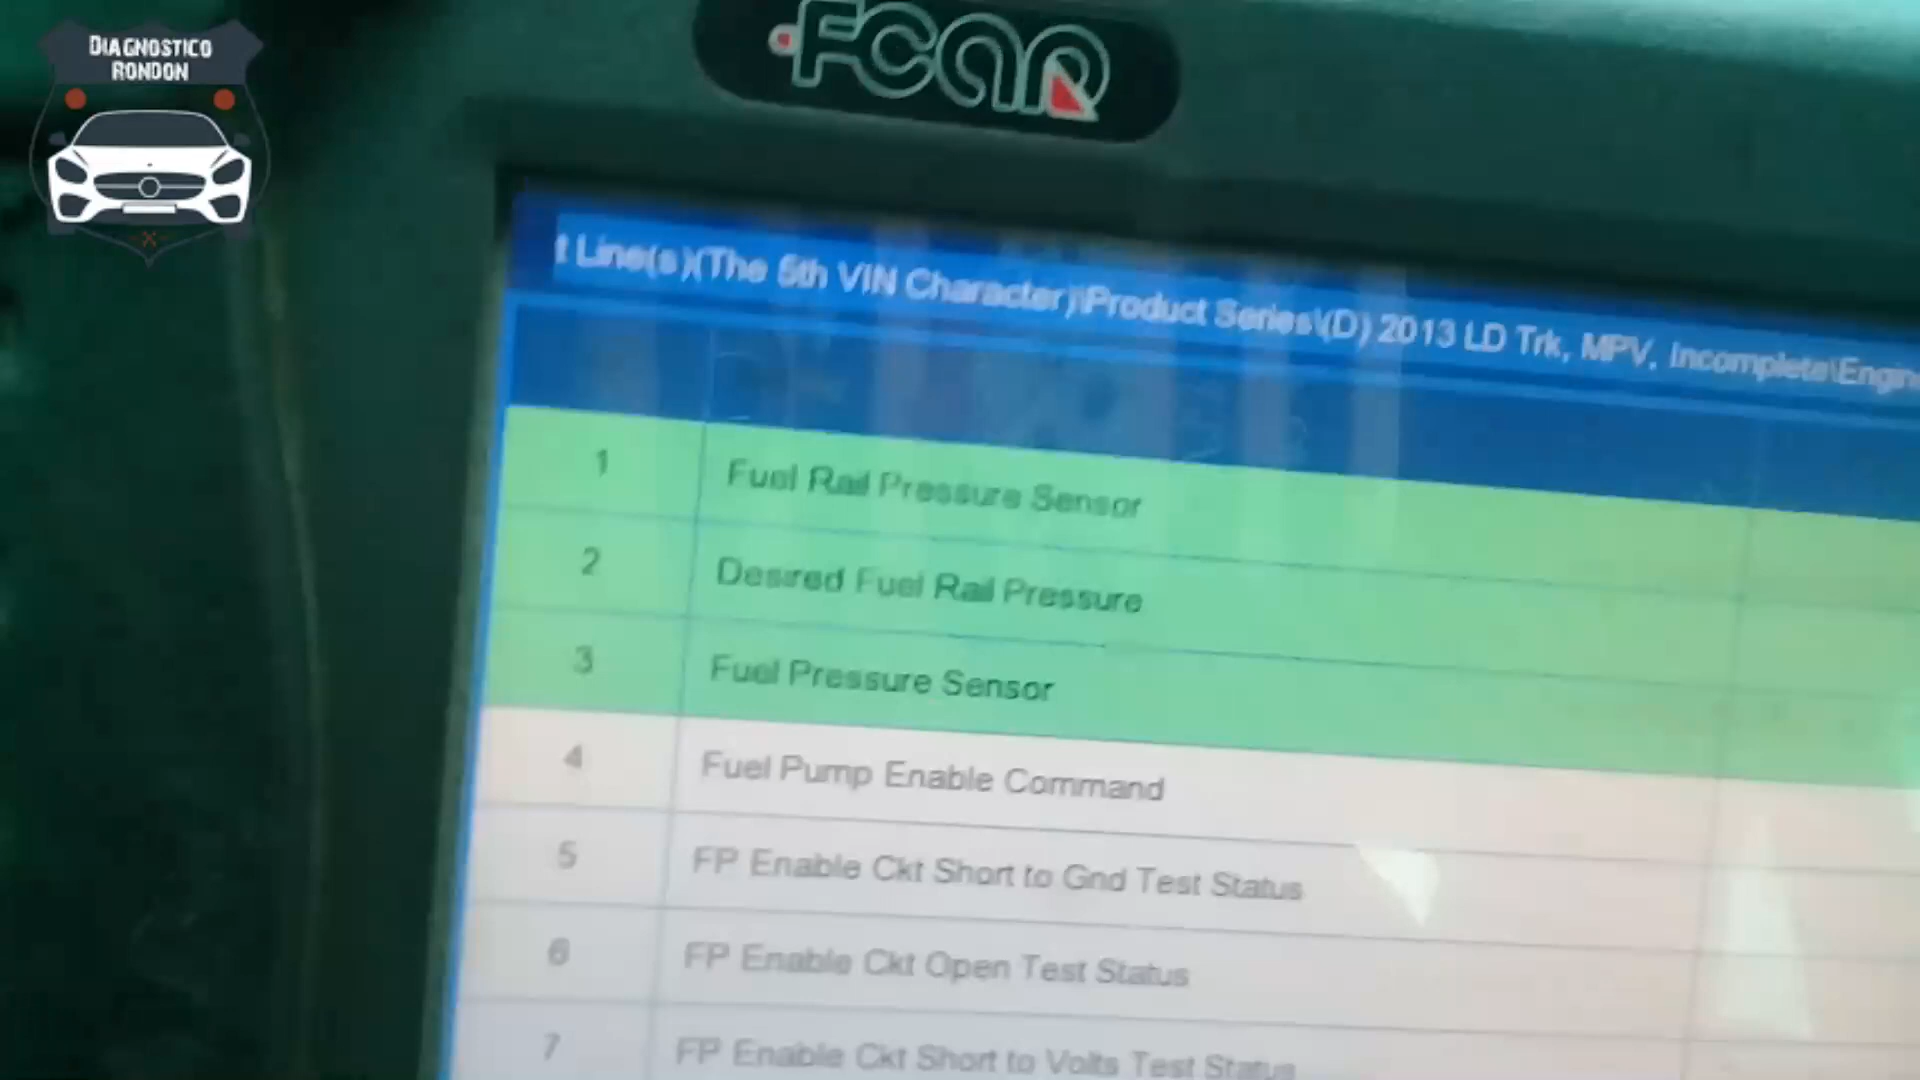 DIAGNOSTICO
RONDON
FCAR
t Line(s)(The 5th VIN Character)\Product Series\(D) 2013 LD Trk, MPV, Incomplete\Engin
1 Fuel Rail Pressure Sensor
2 Desired Fuel Rail Pressure
3 Fuel Pressure Sensor
4 Fuel Pump Enable Command
5 FP Enable Ckt Short to Gnd Test Status
6 FP Enable Ckt Open Test Status
7 FP Enable Ckt Short to Volts Test Status